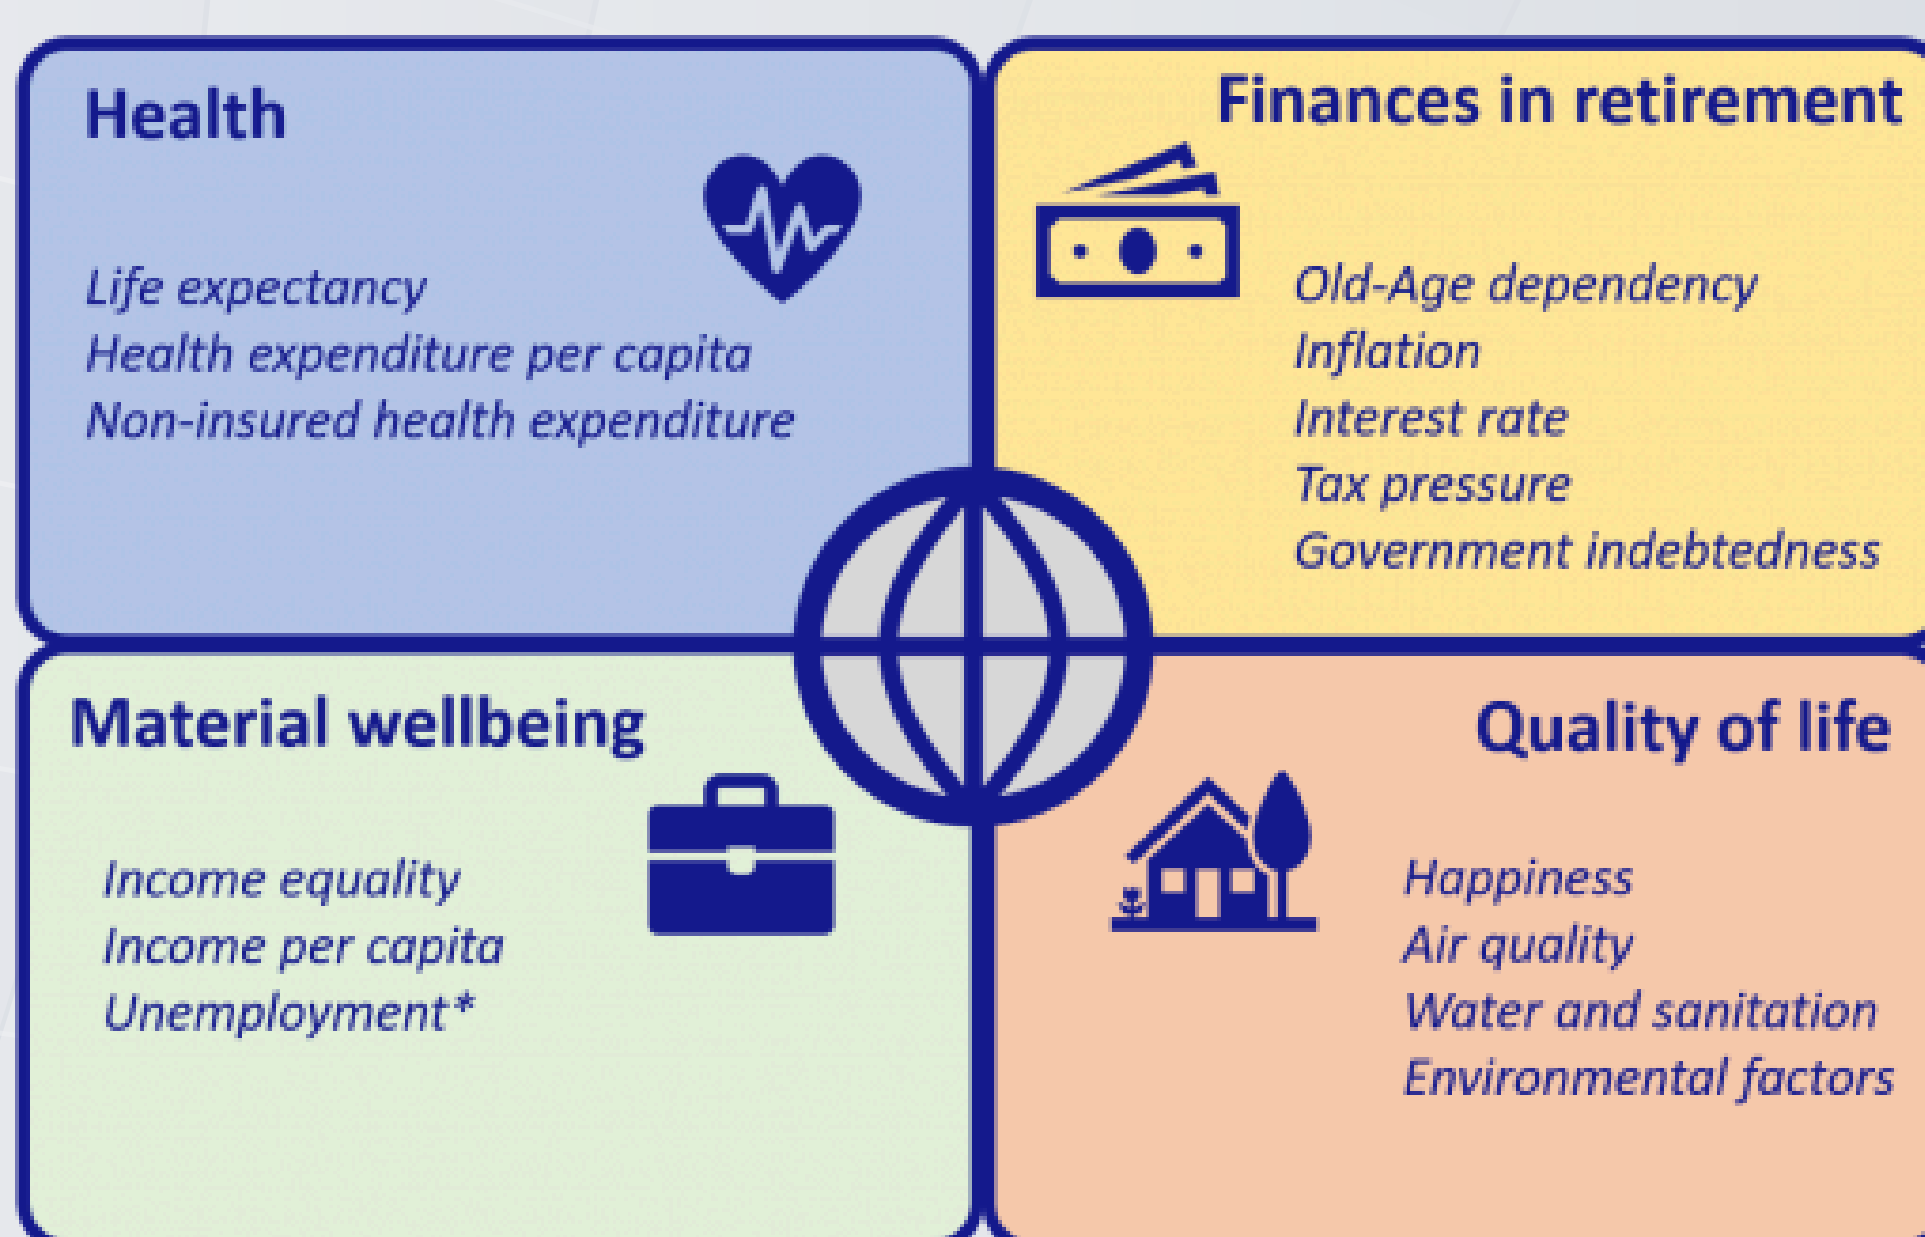 Health
Life expectancy
Health expenditure per capita
Non-insured health expenditure
Finances in retirement
Old-Age dependency
Inflation
Interest rate
Tax pressure
Government indebtedness
Material wellbeing
Income equality
Income per capita
Unemployment*
Quality of life
Happiness
Air quality
Water and sanitation
Environmental factors